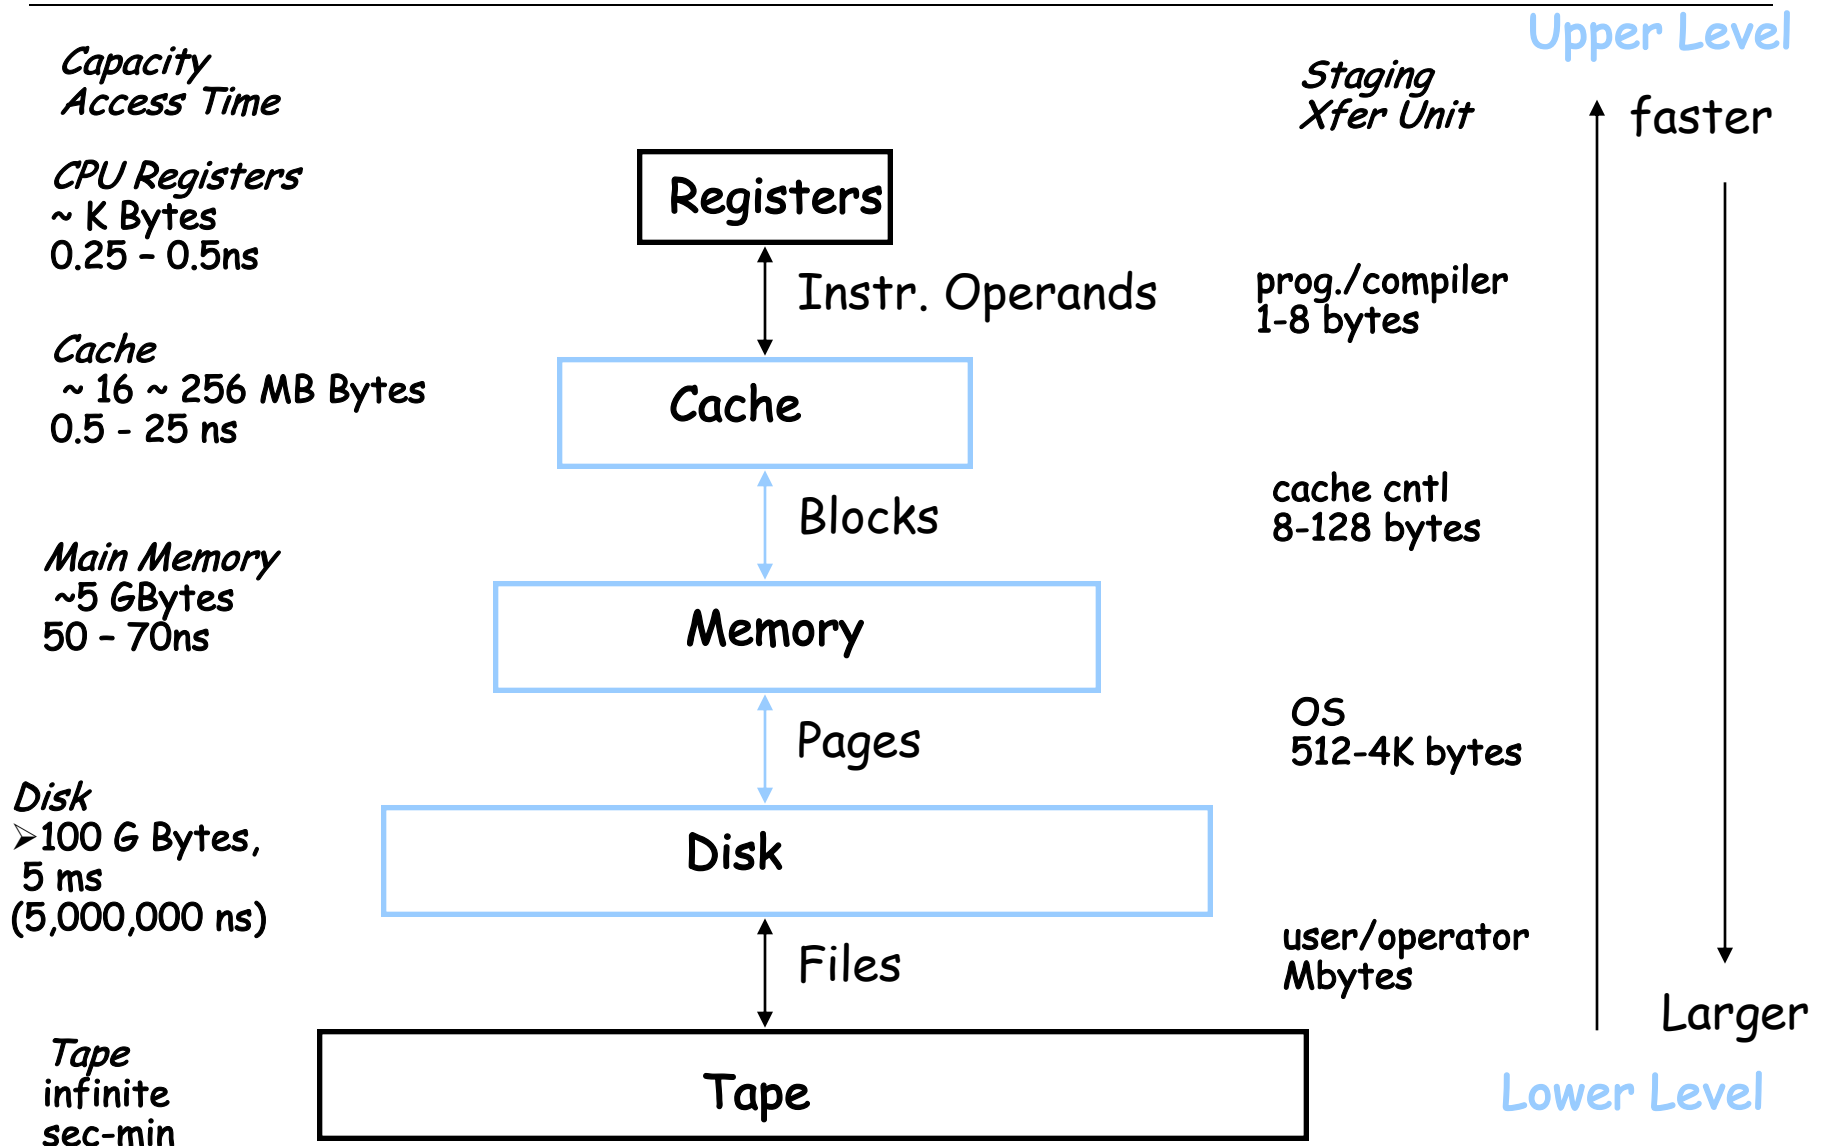 Upper Level
Capacity
Access Time
Staging
Xfer Unit
faster
CPU Registers
~ K Bytes
0.25 – 0.5ns
Registers
Instr. Operands
prog./compiler
1-8 bytes
Cache
~ 16 ~ 256 MB Bytes
0.5 - 25 ns
Cache
Blocks
cache cntl
8-128 bytes
Main Memory
~5 GBytes
50 – 70ns
Memory
Pages
OS
512-4K bytes
Disk
➢100 G Bytes,
5 ms
(5,000,000 ns)
Disk
Files
user/operator
Mbytes
Larger
Tape
infinite
sec-min
Tape
Lower Level